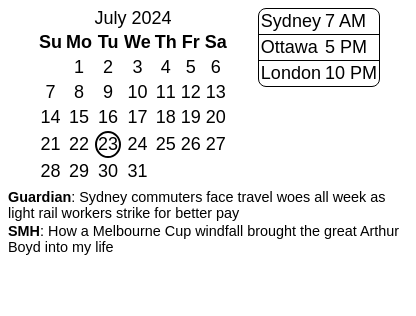 July 2024
Su Mo Tu We Th Fr Sa
1 2 3 4 5 6
7 8 9 10 11 12 13
14 15 16 17 18 19 20
21 22 23 24 25 26 27
28 29 30 31
Sydney 7 AM
Ottawa 5 PM
London 10 PM
Guardian: Sydney commuters face travel woes all week as
light rail workers strike for better pay
SMH: How a Melbourne Cup windfall brought the great Arthur
Boyd into my life